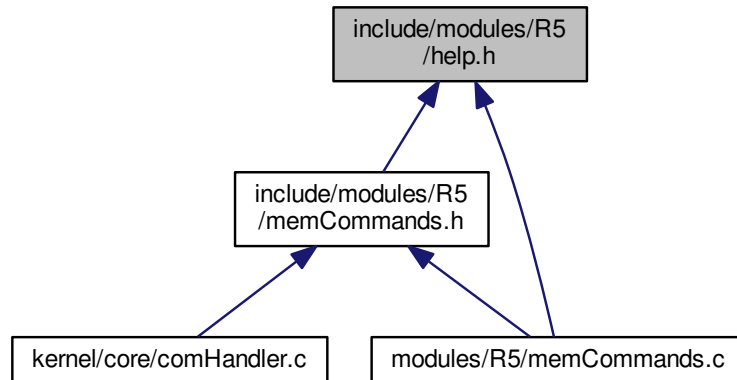 include/modules/R5
/help.h
include/modules/R5
/memCommands.h
kernel/core/comHandler.c
modules/R5/memCommands.c